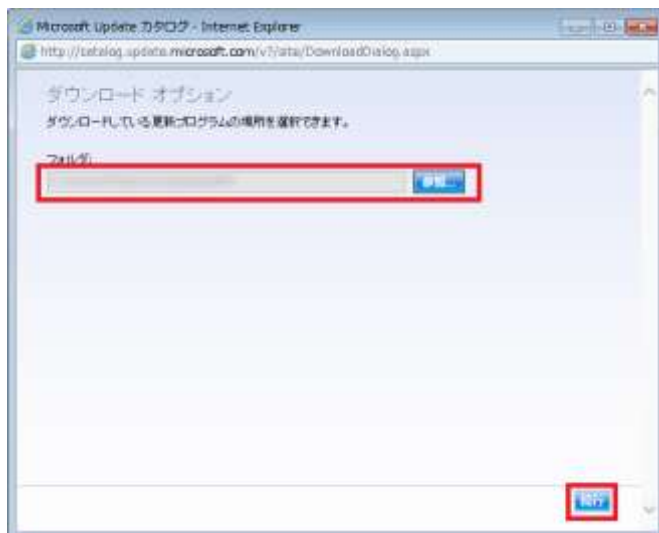 Microsoft Update カタログ - Internet Explorer
http://catalog.update.microsoft.com/v7/site/DownloadDialog.aspx
ダウンロード オプション
ダウンロードしている更新プログラムの場所を選択できます。
フォルダ:
続行